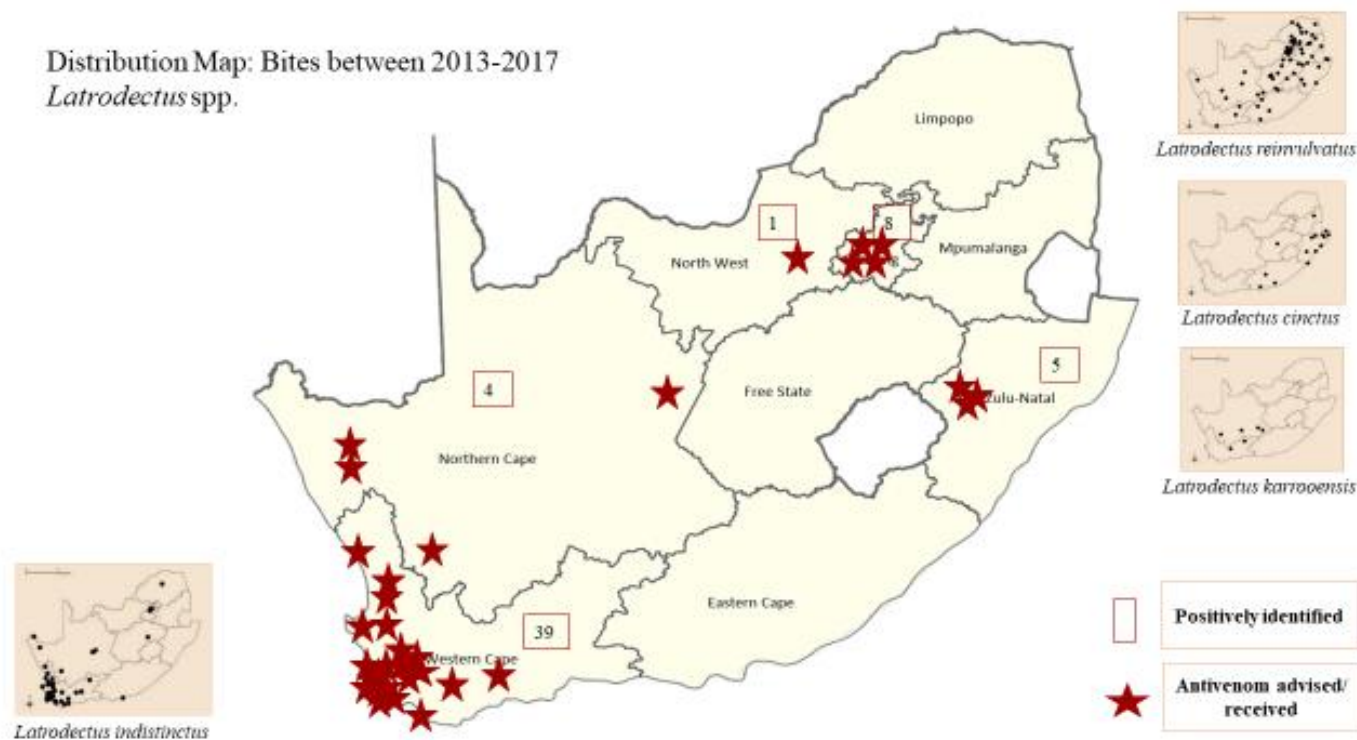 Distribution Map: Bites between 2013-2017
Latrodectus spp.
Limpopo
Latrodectus reinvulvatus
1
8
North West
Mpumalanga
Latrodectus cinctus
4
Free State
5
Zulu-Natal
Northern Cape
Latrodectus karrooensis
39
Eastern Cape
Western Cape
Positively identified
Antivenom advised/
received
Latrodectus indistinctus